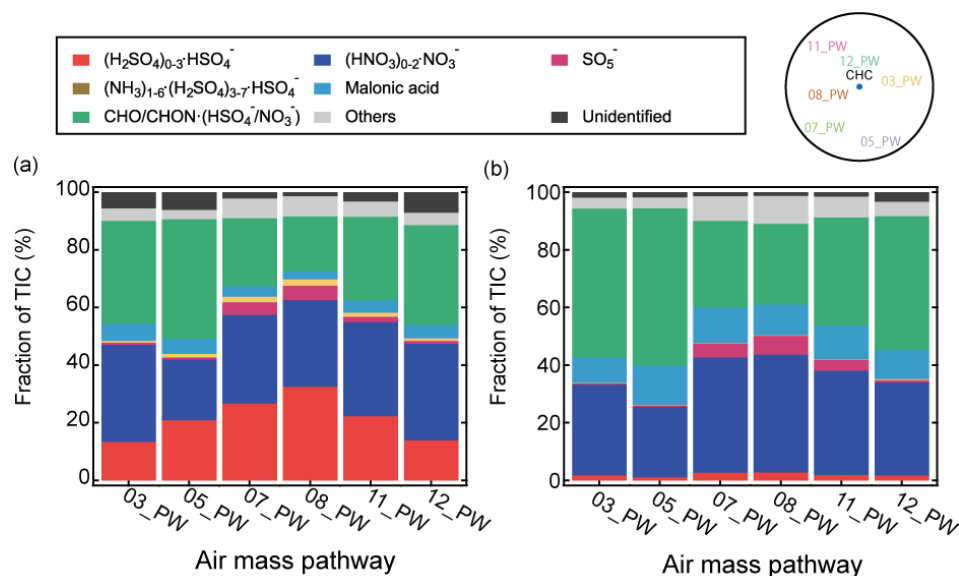 (H₂SO₄)₀₋₃·HSO₄⁻ (HNO₃)₀₋₂·NO₃⁻ SO₅⁻
(NH₃)₁₋₆·(H₂SO₄)₃₋₇·HSO₄⁻ Malonic acid
CHO/CHON·(HSO₄⁻/NO₃⁻) Others Unidentified
11_PW
12_PW
CHC
03_PW
08_PW
07_PW
05_PW
(a)
Fraction of TIC (%)
100
80
60
40
20
0
03_PW 05_PW 07_PW 08_PW 11_PW 12_PW
Air mass pathway
(b)
Fraction of TIC (%)
100
80
60
40
20
0
03_PW 05_PW 07_PW 08_PW 11_PW 12_PW
Air mass pathway